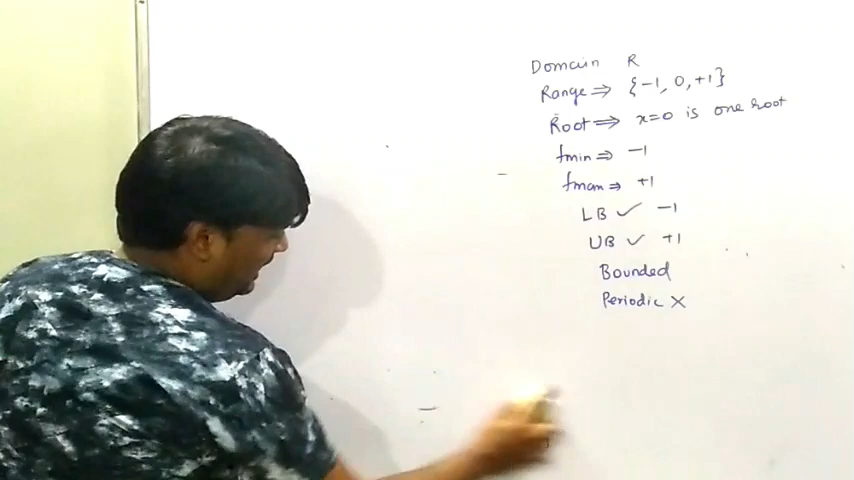 Domain R
Range ⇒ {-1, 0, +1}
Root ⇒ x=0 is one root
fmin ⇒ -1
fmax ⇒ +1
LB ✓ -1
UB ✓ +1
Bounded
Periodic X